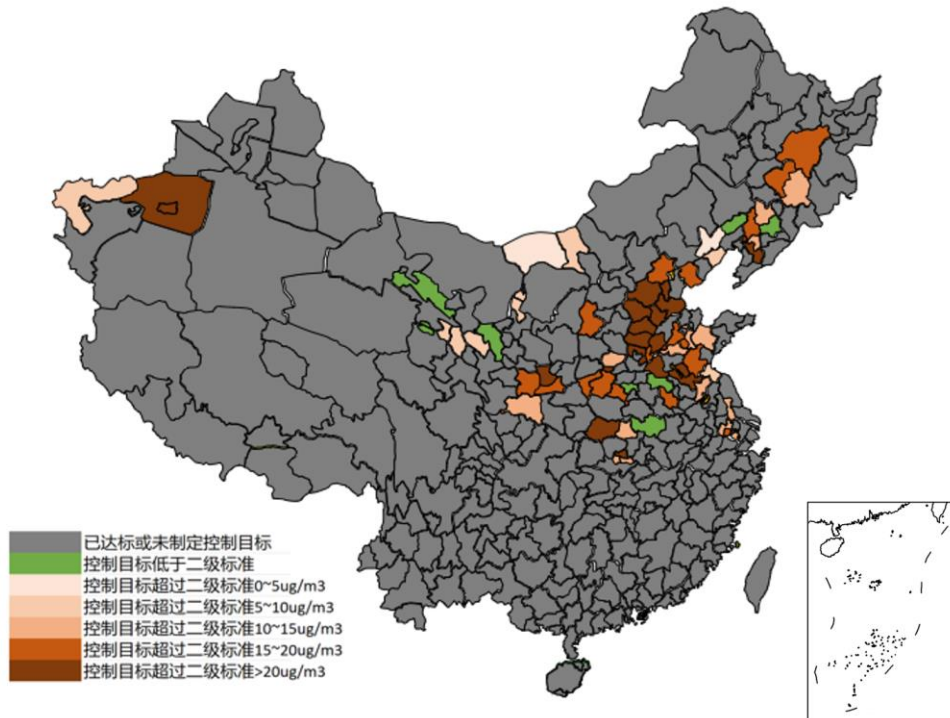 已达标或未制定控制目标
控制目标低于二级标准
控制目标超过二级标准0~5ug/m3
控制目标超过二级标准5~10ug/m3
控制目标超过二级标准10~15ug/m3
控制目标超过二级标准15~20ug/m3
控制目标超过二级标准>20ug/m3